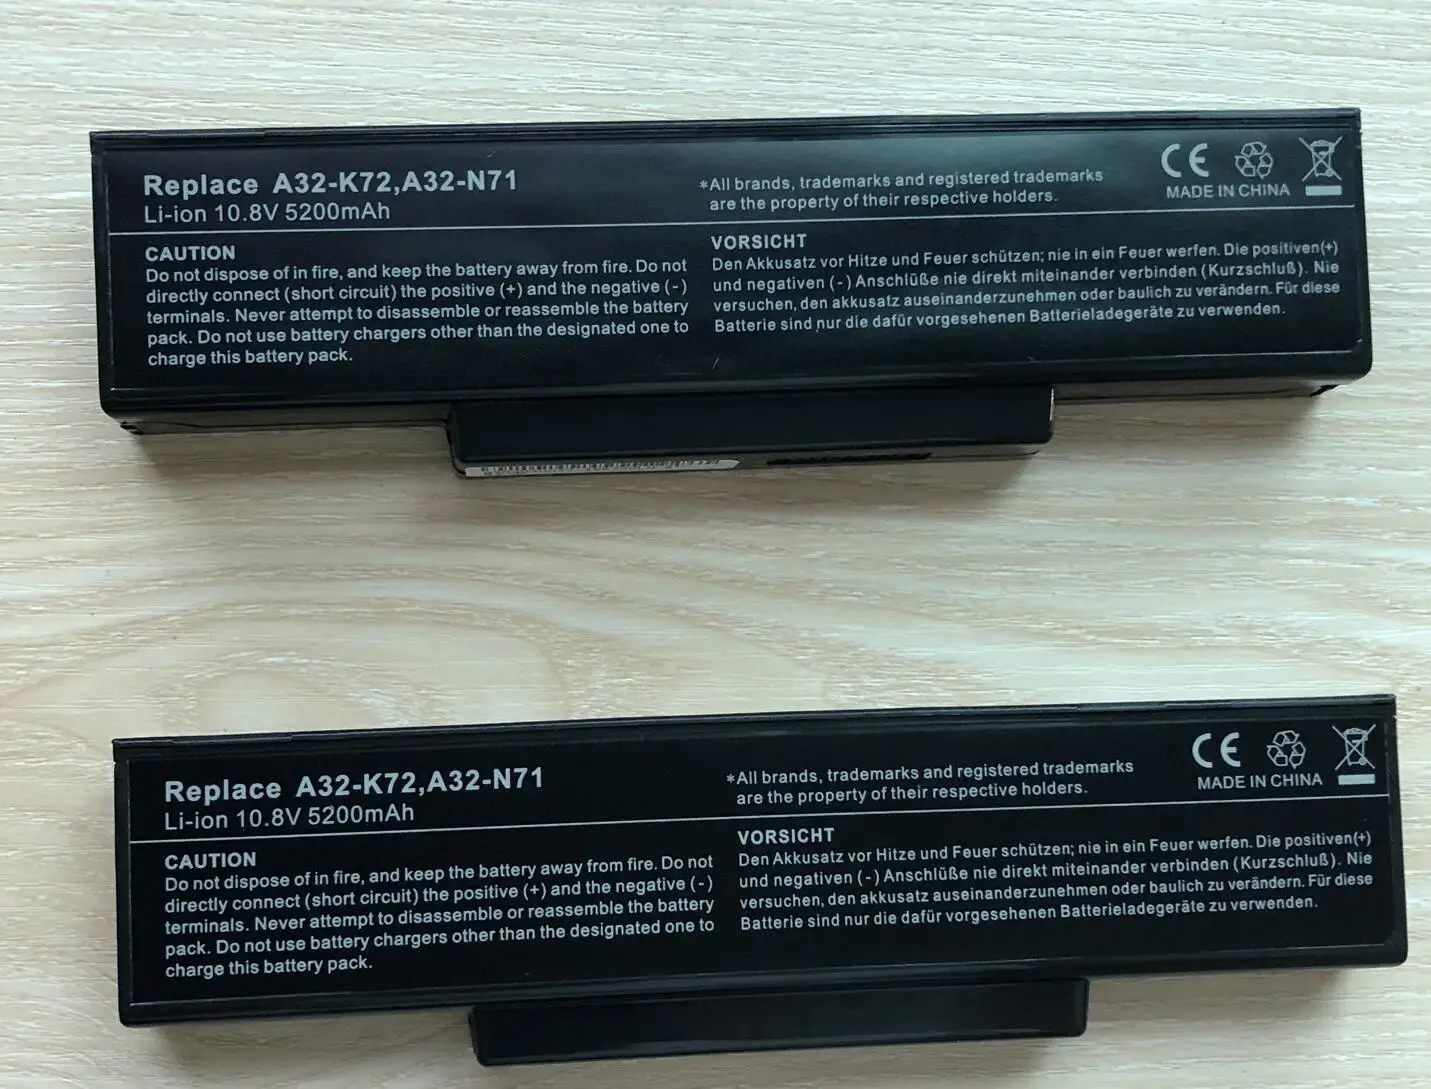 Replace A32-K72,A32-N71
Li-ion 10.8V 5200mAh
*All brands, trademarks and registered trademarks
are the property of their respective holders.
CE
MADE IN CHINA
CAUTION
Do not dispose of in fire, and keep the battery away from fire. Do not
directly connect (short circuit) the positive (+) and the negative (-)
terminals. Never attempt to disassemble or reassemble the battery
pack. Do not use battery chargers other than the designated one to
charge this battery pack.
VORSICHT
Den Akkusatz vor Hitze und Feuer schützen; nie in ein Feuer werfen. Die positiven(+)
und negativen (-) Anschlüße nie direkt miteinander verbinden (Kurzschluß). Nie
versuchen, den akkusatz auseinanderzunehmen oder baulich zu verändern. Für diese
Batterie sind nur die dafür vorgesehenen Batterieladegeräte zu verwenden.
Replace A32-K72,A32-N71
Li-ion 10.8V 5200mAh
*All brands, trademarks and registered trademarks
are the property of their respective holders.
CE
MADE IN CHINA
CAUTION
Do not dispose of in fire, and keep the battery away from fire. Do not
directly connect (short circuit) the positive (+) and the negative (-)
terminals. Never attempt to disassemble or reassemble the battery
pack. Do not use battery chargers other than the designated one to
charge this battery pack.
VORSICHT
Den Akkusatz vor Hitze und Feuer schützen; nie in ein Feuer werfen. Die positiven(+)
und negativen (-) Anschlüße nie direkt miteinander verbinden (Kurzschluß). Nie
versuchen, den akkusatz auseinanderzunehmen oder baulich zu verändern. Für diese
Batterie sind nur die dafür vorgesehenen Batterieladegeräte zu verwenden.